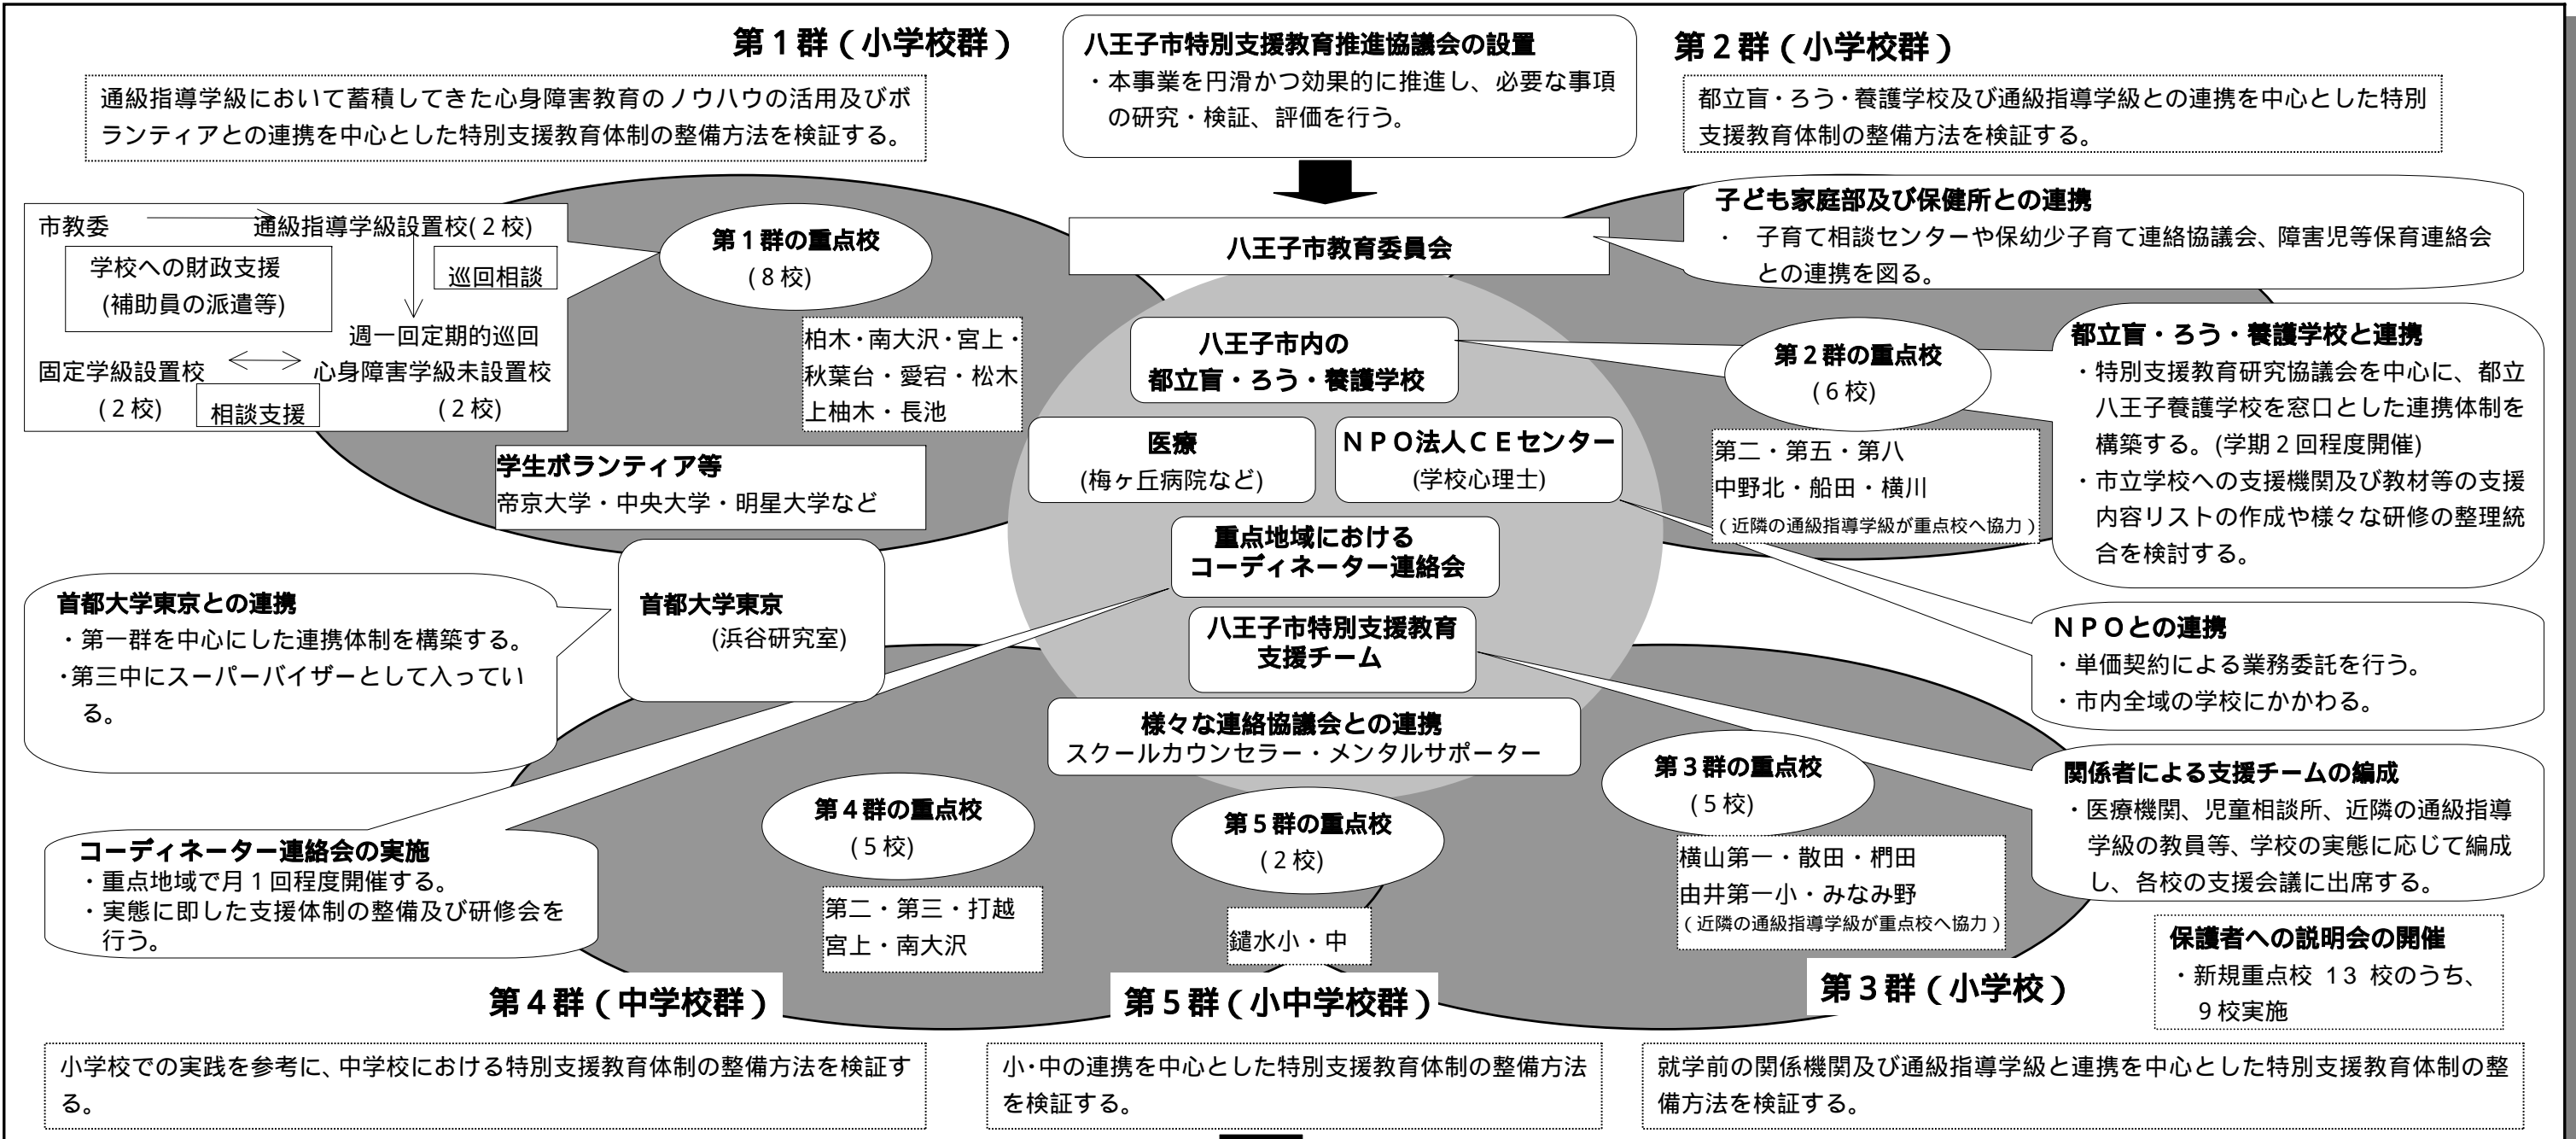 第１群（小学校群）
通級指導学級において蓄積してきた心身障害教育のノウハウの活用及びボ
ランティアとの連携を中心とした特別支援教育体制の整備方法を検証する。
八王子市特別支援教育推進協議会の設置
・本事業を円滑かつ効果的に推進し、必要な事項
の研究・検証、評価を行う。
第２群（小学校群）
都立盲・ろう・養護学校及び通級指導学級との連携を中心とした特別
支援教育体制の整備方法を検証する。
市教委
通級指導学級設置校(２校)
学校への財政支援
(補助員の派遣等)
巡回相談
週一回定期的巡回
固定学級設置校
(２校)
心身障害学級未設置校
(２校)
相談支援
第１群の重点校
(８校)
柏木・南大沢・宮上・
秋葉台・愛宕・松木
上柚木・長池
学生ボランティア等
帝京大学・中央大学・明星大学など
八王子市教育委員会
子ども家庭部及び保健所との連携
・ 子育て相談センターや保幼少子育て連絡協議会、障害児等保育連絡会
との連携を図る。
八王子市内の
都立盲・ろう・養護学校
医療
(梅ヶ丘病院など)
ＮＰＯ法人ＣＥセンター
(学校心理士)
重点地域における
コーディネーター連絡会
八王子市特別支援教育
支援チーム
様々な連絡協議会との連携
スクールカウンセラー・メンタルサポーター
第２群の重点校
(６校)
第二・第五・第八
中野北・船田・横川
（近隣の通級指導学級が重点校へ協力）
都立盲・ろう・養護学校と連携
・特別支援教育研究協議会を中心に、都立
八王子養護学校を窓口とした連携体制を
構築する。(学期２回程度開催)
・市立学校への支援機関及び教材等の支援
内容リストの作成や様々な研修の整理統
合を検討する。
首都大学東京との連携
・第一群を中心にした連携体制を構築する。
・第三中にスーパーバイザーとして入ってい
る。
首都大学東京
(浜谷研究室)
ＮＰＯとの連携
・単価契約による業務委託を行う。
・市内全域の学校にかかわる。
関係者による支援チームの編成
・医療機関、児童相談所、近隣の通級指導
学級の教員等、学校の実態に応じて編成
し、各校の支援会議に出席する。
コーディネーター連絡会の実施
・重点地域で月１回程度開催する。
・実態に即した支援体制の整備及び研修会を
行う。
第４群の重点校
(５校)
第二・第三・打越
宮上・南大沢
第５群の重点校
(２校)
鑓水小・中
第３群の重点校
(５校)
横山第一・散田・椚田
由井第一小・みなみ野
（近隣の通級指導学級が重点校へ協力）
保護者への説明会の開催
・新規重点校 13 校のうち、
９校実施
第４群（中学校群）
第５群（小中学校群）
第３群（小学校）
小学校での実践を参考に、中学校における特別支援教育体制の整備方法を検証す
る。
小・中の連携を中心とした特別支援教育体制の整備方法
を検証する。
就学前の関係機関及び通級指導学級と連携を中心とした特別支援教育体制の整
備方法を検証する。